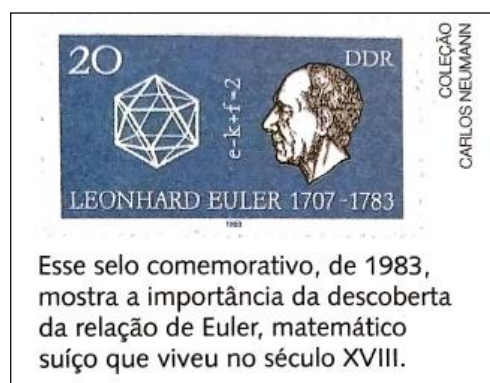 20
DDR
e-k+f=2
LEONHARD EULER 1707-1783
1983
COLEÇÃO
CARLOS NEUMANN
Esse selo comemorativo, de 1983,
mostra a importância da descoberta
da relação de Euler, matemático
suíço que viveu no século XVIII.